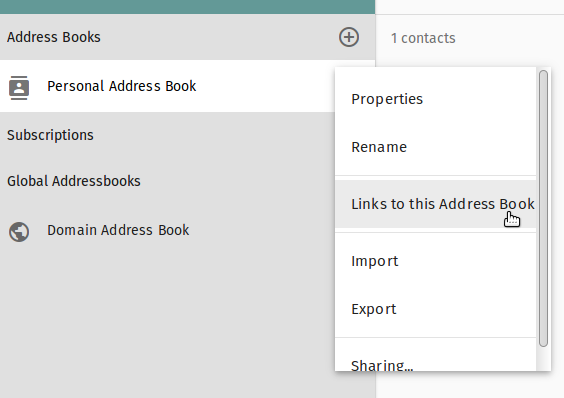 Address Books
1 contacts
Personal Address Book
Properties
Rename
Subscriptions
Global Addressbooks
Links to this Address Book
Domain Address Book
Import
Export
Sharing...